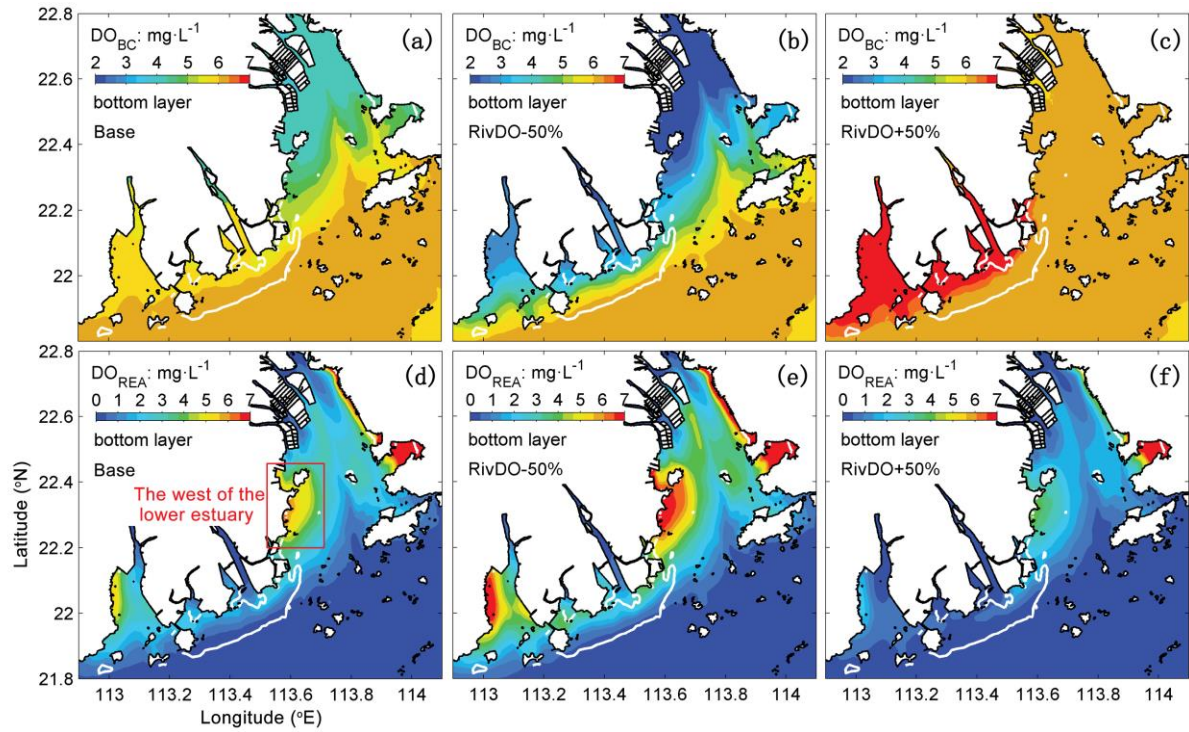 22.8
22.6
22.4
22.2
22
DO_BC: mg·L⁻¹
2 3 4 5 6 7
bottom layer
Base
(a)
DO_BC: mg·L⁻¹
2 3 4 5 6 7
bottom layer
RivDO-50%
(b)
DO_BC: mg·L⁻¹
2 3 4 5 6 7
bottom layer
RivDO+50%
(c)
22.8
22.6
22.4
22.2
22
21.8
DO_REA: mg·L⁻¹
0 1 2 3 4 5 6 7
bottom layer
Base
(d)
The west of the
lower estuary
DO_REA: mg·L⁻¹
0 1 2 3 4 5 6 7
bottom layer
RivDO-50%
(e)
DO_REA: mg·L⁻¹
0 1 2 3 4 5 6 7
bottom layer
RivDO+50%
(f)
Latitude (°N)
113 113.2 113.4 113.6 113.8 114
113 113.2 113.4 113.6 113.8 114
113 113.2 113.4 113.6 113.8 114
Longitude (°E)